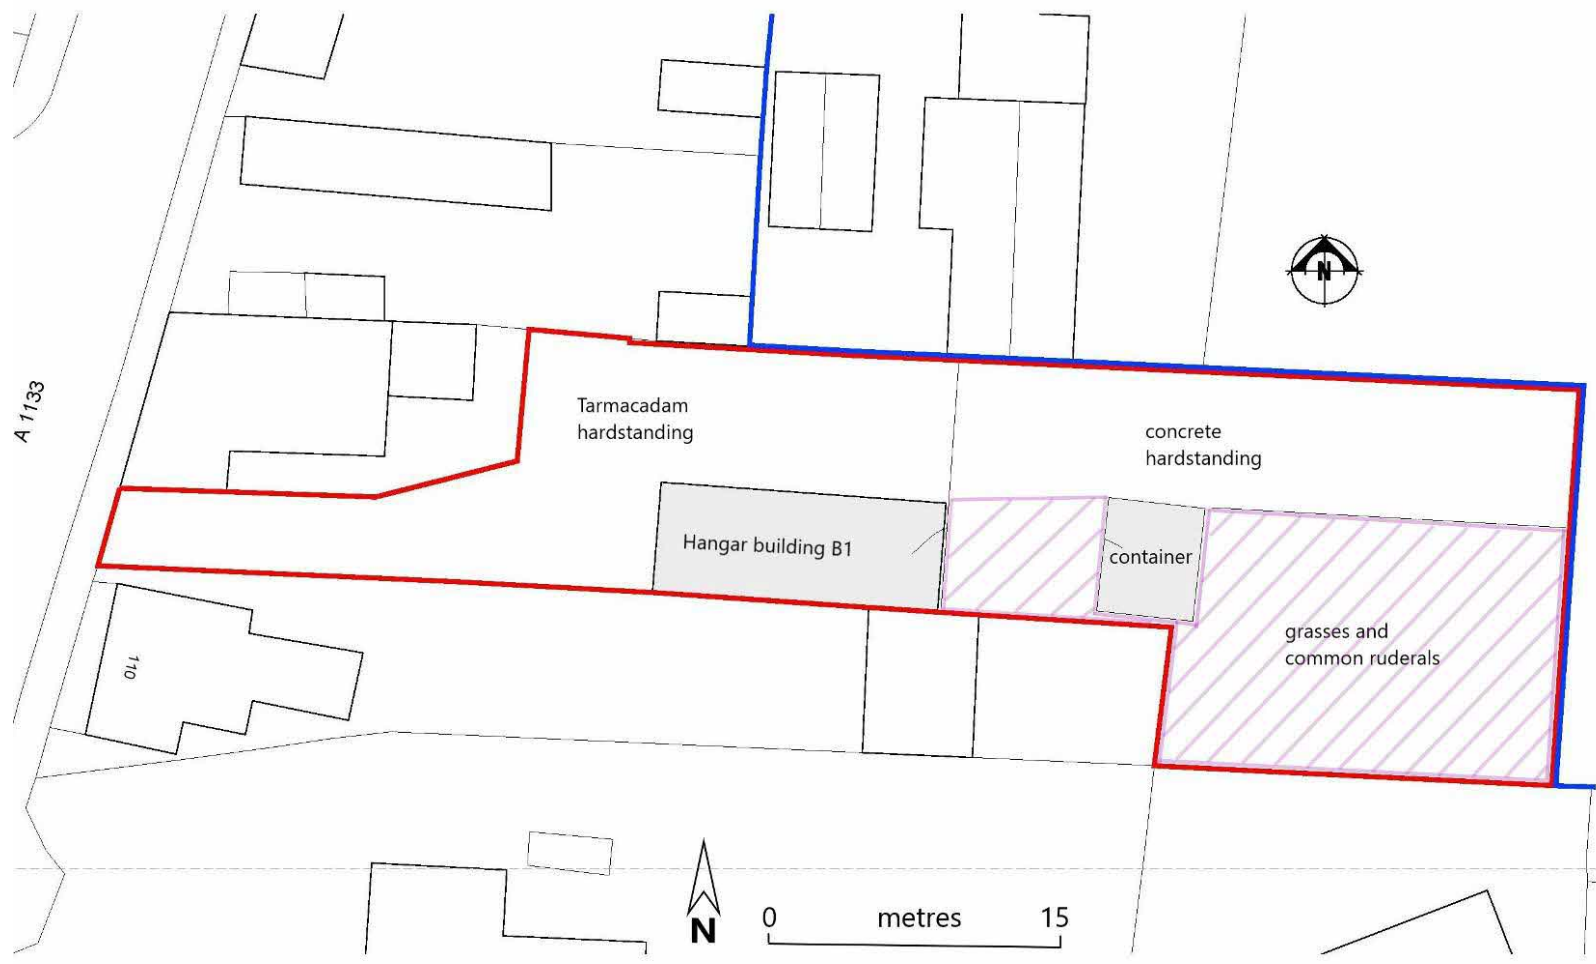 N
A 1133
Tarmacadam
hardstanding
concrete
hardstanding
Hangar building B1
container
grasses and
common ruderals
110
N
0 metres 15